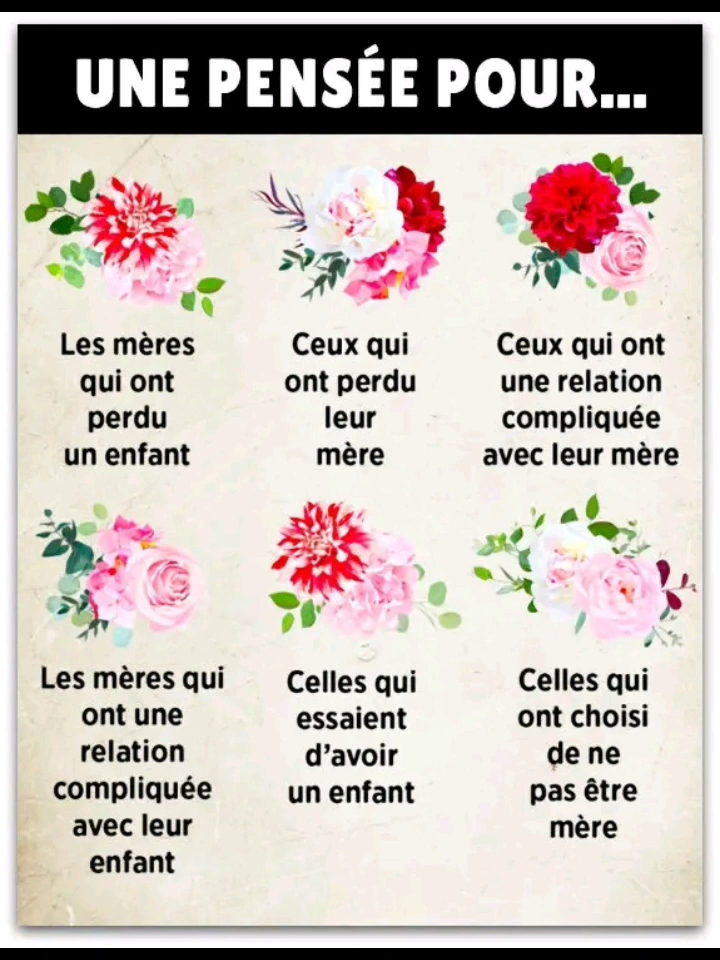 UNE PENSÉE POUR...
Les mères
qui ont
perdu
un enfant
Ceux qui
ont perdu
leur
mère
Ceux qui ont
une relation
compliquée
avec leur mère
Les mères qui
ont une
relation
compliquée
avec leur
enfant
Celles qui
essaient
d'avoir
un enfant
Celles qui
ont choisi
de ne
pas être
mère